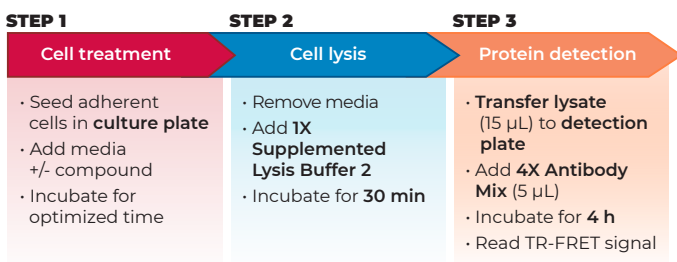 STEP 1
Cell treatment
· Seed adherent
cells in culture plate
· Add media
+/- compound
· Incubate for
optimized time
STEP 2
Cell lysis
· Remove media
· Add 1X
Supplemented
Lysis Buffer 2
· Incubate for 30 min
STEP 3
Protein detection
· Transfer lysate
(15 µL) to detection
plate
· Add 4X Antibody
Mix (5 µL)
· Incubate for 4 h
· Read TR-FRET signal